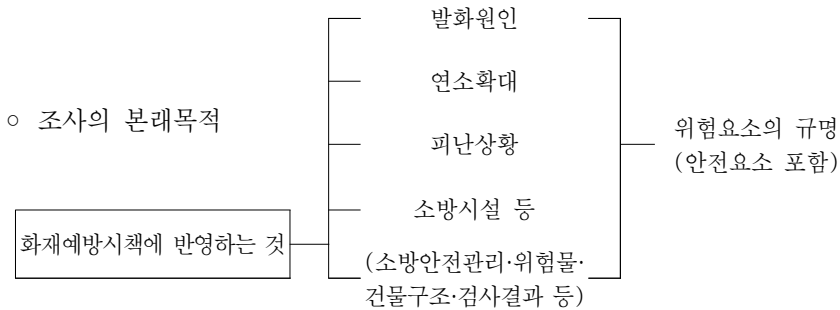 발화원인
연소확대
○ 조사의 본래목적
위험요소의 규명
(안전요소 포함)
피난상황
소방시설 등
화재예방시책에 반영하는 것
(소방안전관리·위험물·
건물구조·검사결과 등)